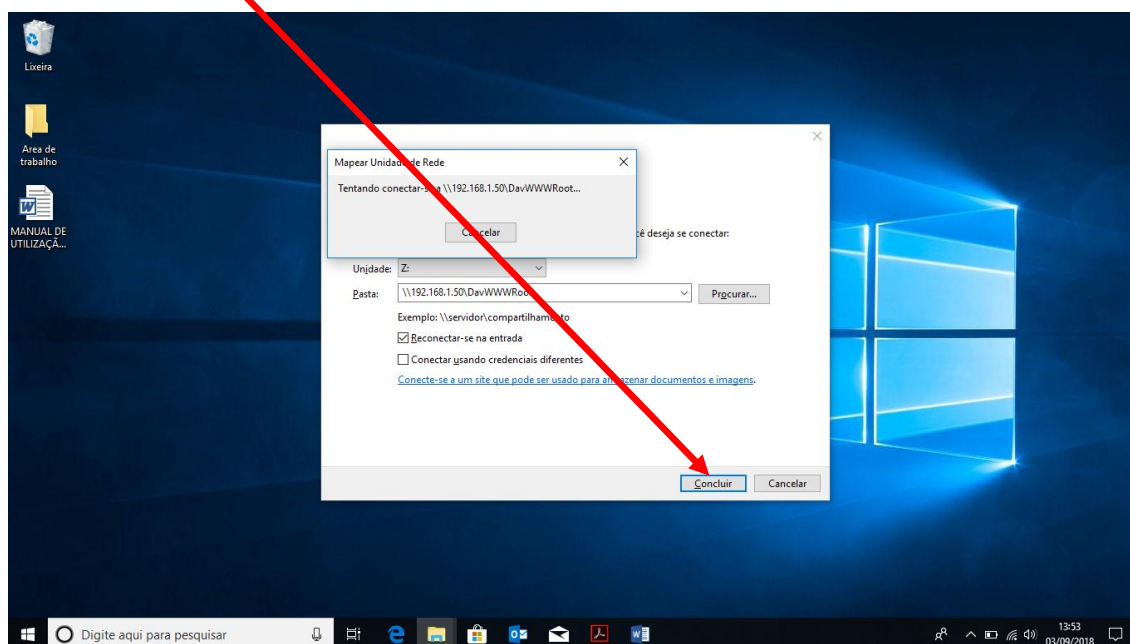 Lixeira
Area de
trabalho
MANUAL DE
UTILIZAÇÃ...
Mapear Unidade de Rede
Tentando conectar-se a \\192.168.1.50\DavWWWRoot...
Cancelar
cê deseja se conectar:
Unidade: Z:
Pasta: \\192.168.1.50\DavWWWRoot Procurar...
Exemplo: \\servidor\compartilhamento
Reconectar-se na entrada
Conectar usando credenciais diferentes
Conecte-se a um site que pode ser usado para armazenar documentos e imagens.
Concluir Cancelar
Digite aqui para pesquisar
13:53
03/09/2018